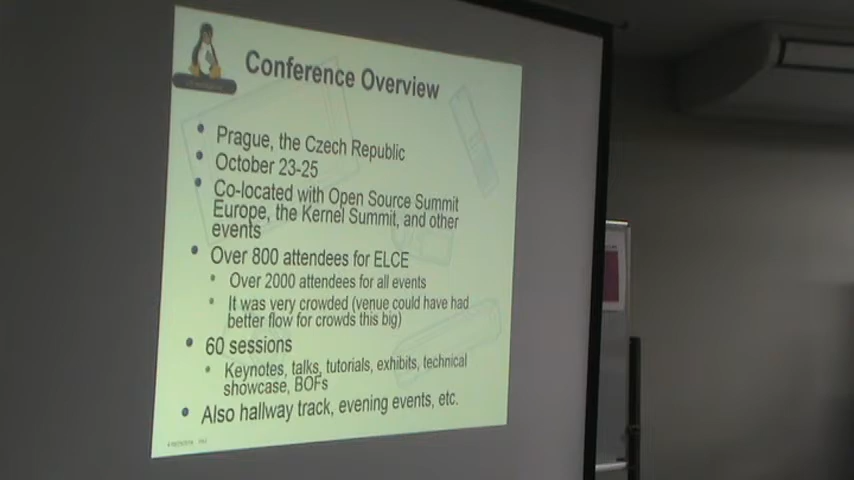 Conference Overview
Prague, the Czech Republic
October 23-25
Co-located with Open Source Summit
Europe, the Kernel Summit, and other
events
Over 800 attendees for ELCE
Over 2000 attendees for all events
It was very crowded (venue could have had
better flow for crowds this big)
60 sessions
Keynotes, talks, tutorials, exhibits, technical
showcase, BOFs
Also hallway track, evening events, etc.